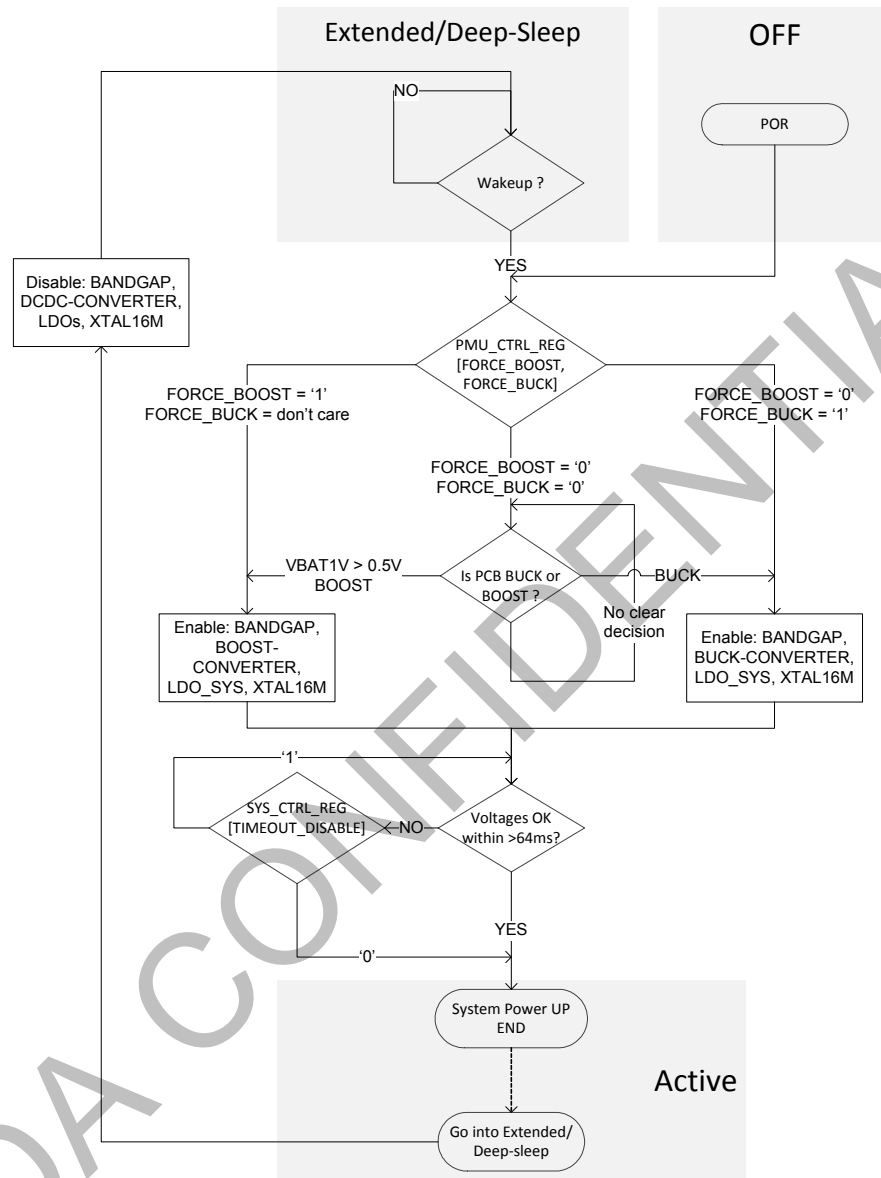 Extended/Deep-Sleep
OFF
NO
POR
Wakeup ?
YES
Disable: BANDGAP,
DCDC-CONVERTER,
LDOs, XTAL16M
PMU_CTRL_REG
[FORCE_BOOST,
FORCE_BUCK]
FORCE_BOOST = ‘1’
FORCE_BUCK = don’t care
FORCE_BOOST = ‘0’
FORCE_BUCK = ‘1’
FORCE_BOOST = ‘0’
FORCE_BUCK = ‘0’
VBAT1V > 0.5V
BOOST
Is PCB BUCK or
BOOST ?
BUCK
No clear
decision
Enable: BANDGAP,
BOOST-
CONVERTER,
LDO_SYS, XTAL16M
Enable: BANDGAP,
BUCK-CONVERTER,
LDO_SYS, XTAL16M
‘1’
SYS_CTRL_REG
[TIMEOUT_DISABLE]
NO
Voltages OK
within >64ms?
YES
‘0’
System Power UP
END
Active
Go into Extended/
Deep-sleep
DA CONFIDENTIA